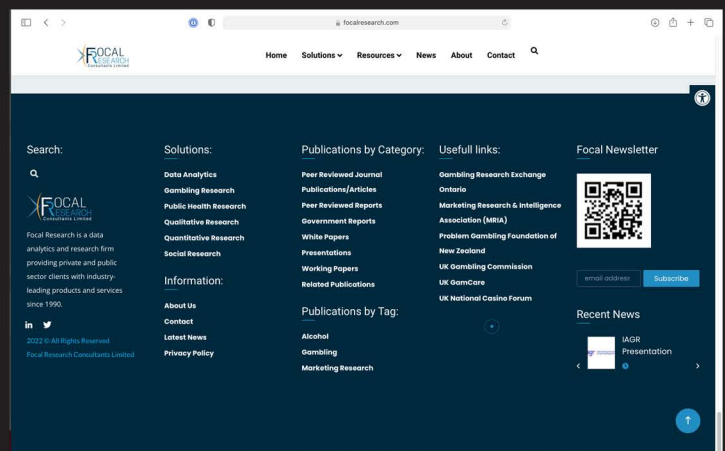 focalresearch.com
FOCAL
RESEARCH
Consultants Limited
Home Solutions Resources News About Contact
Search:
FOCAL
RESEARCH
Consultants Limited
Focal Research is a data
analytics and research firm
providing private and public
sector clients with industry-
leading products and services
since 1990.
2022 © All Rights Reserved
Focal Research Consultants Limited
Solutions:
Data Analytics
Gambling Research
Public Health Research
Qualitative Research
Quantitative Research
Social Research
Information:
About Us
Contact
Latest News
Privacy Policy
Publications by Category:
Peer Reviewed Journal
Publications/Articles
Peer Reviewed Reports
Government Reports
White Papers
Presentations
Working Papers
Related Publications
Publications by Tag:
Alcohol
Gambling
Marketing Research
Usefull links:
Gambling Research Exchange
Ontario
Marketing Research & Intelligence
Association (MRIA)
Problem Gambling Foundation of
New Zealand
UK Gambling Commission
UK GamCare
UK National Casino Forum
Focal Newsletter
email address Subscribe
Recent News
IAGR
Presentation